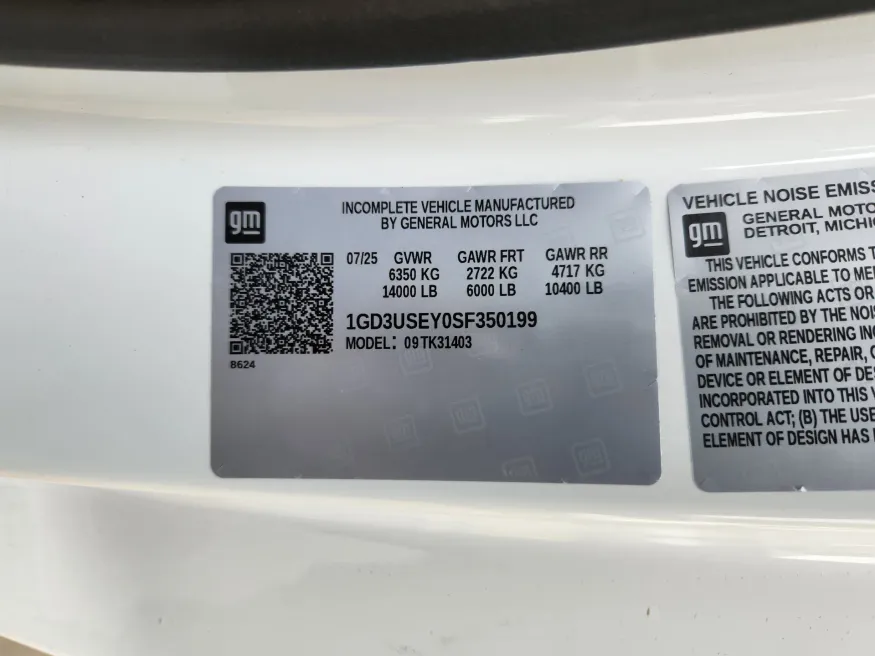 gm
INCOMPLETE VEHICLE MANUFACTURED
BY GENERAL MOTORS LLC
07/25 GVWR GAWR FRT GAWR RR
6350 KG 2722 KG 4717 KG
14000 LB 6000 LB 10400 LB
1GD3USEY0SF350199
MODEL: 09TK31403
8624
VEHICLE NOISE EMISS
gm
GENERAL MOTO
DETROIT, MICHI
THIS VEHICLE CONFORMS T
EMISSION APPLICABLE TO ME
THE FOLLOWING ACTS OR
ARE PROHIBITED BY THE NOI
REMOVAL OR RENDERING IN
OF MAINTENANCE, REPAIR, O
DEVICE OR ELEMENT OF DES
INCORPORATED INTO THIS V
CONTROL ACT; (B) THE USE
ELEMENT OF DESIGN HAS